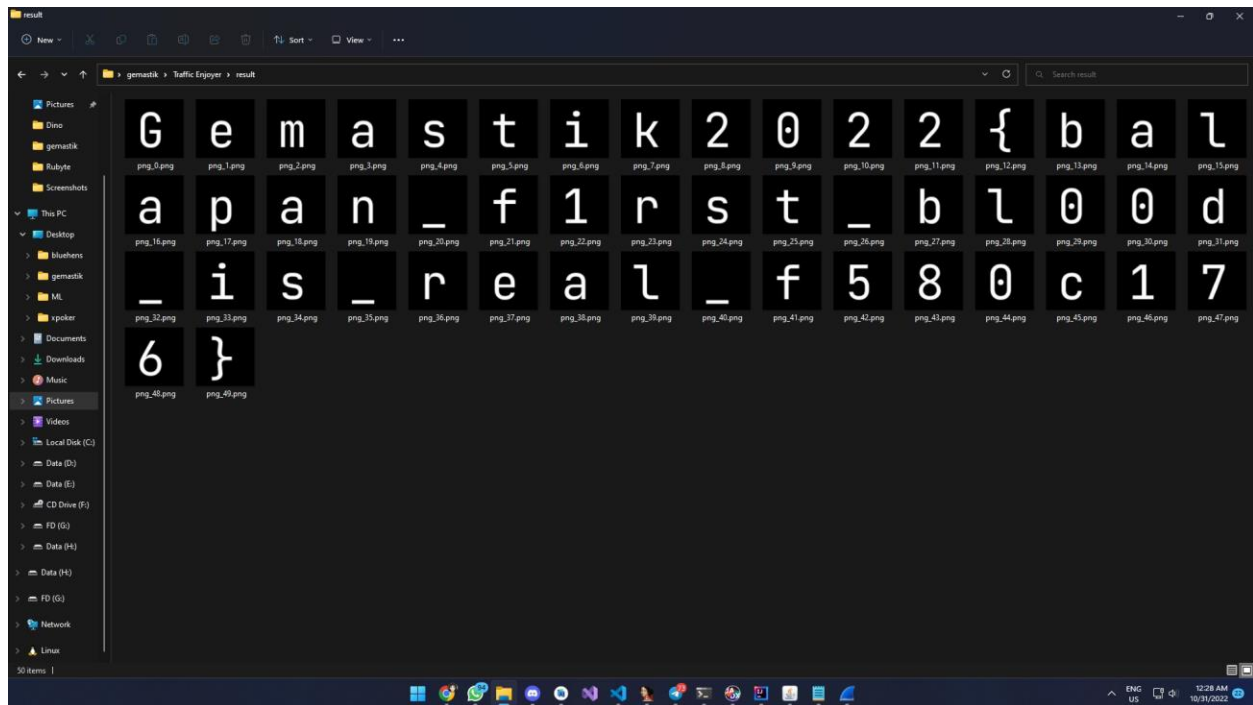 result
New Sort View ...
gemastik > Traffic Enjoyer > result Search result
Pictures
Dino
gemastik
Rubyte
Screenshots
This PC
Desktop
bluehens
gemastik
ML
xpoker
Documents
Downloads
Music
Pictures
Videos
Local Disk (C:)
Data (D:)
Data (E:)
CD Drive (F:)
FD (G:)
Data (H:)
Data (H:)
FD (G:)
Network
Linux
G e m a s t i k 2 0 2 2 { b a l
png_0.png png_1.png png_2.png png_3.png png_4.png png_5.png png_6.png png_7.png png_8.png png_9.png png_10.png png_11.png png_12.png png_13.png png_14.png png_15.png
a p a n _ f 1 r s t _ b l 0 0 d
png_16.png png_17.png png_18.png png_19.png png_20.png png_21.png png_22.png png_23.png png_24.png png_25.png png_26.png png_27.png png_28.png png_29.png png_30.png png_31.png
_ i s _ r e a l _ f 5 8 0 c 1 7
png_32.png png_33.png png_34.png png_35.png png_36.png png_37.png png_38.png png_39.png png_40.png png_41.png png_42.png png_43.png png_44.png png_45.png png_46.png png_47.png
6 }
png_48.png png_49.png
50 items
ENG
US
12:28 AM
10/31/2022